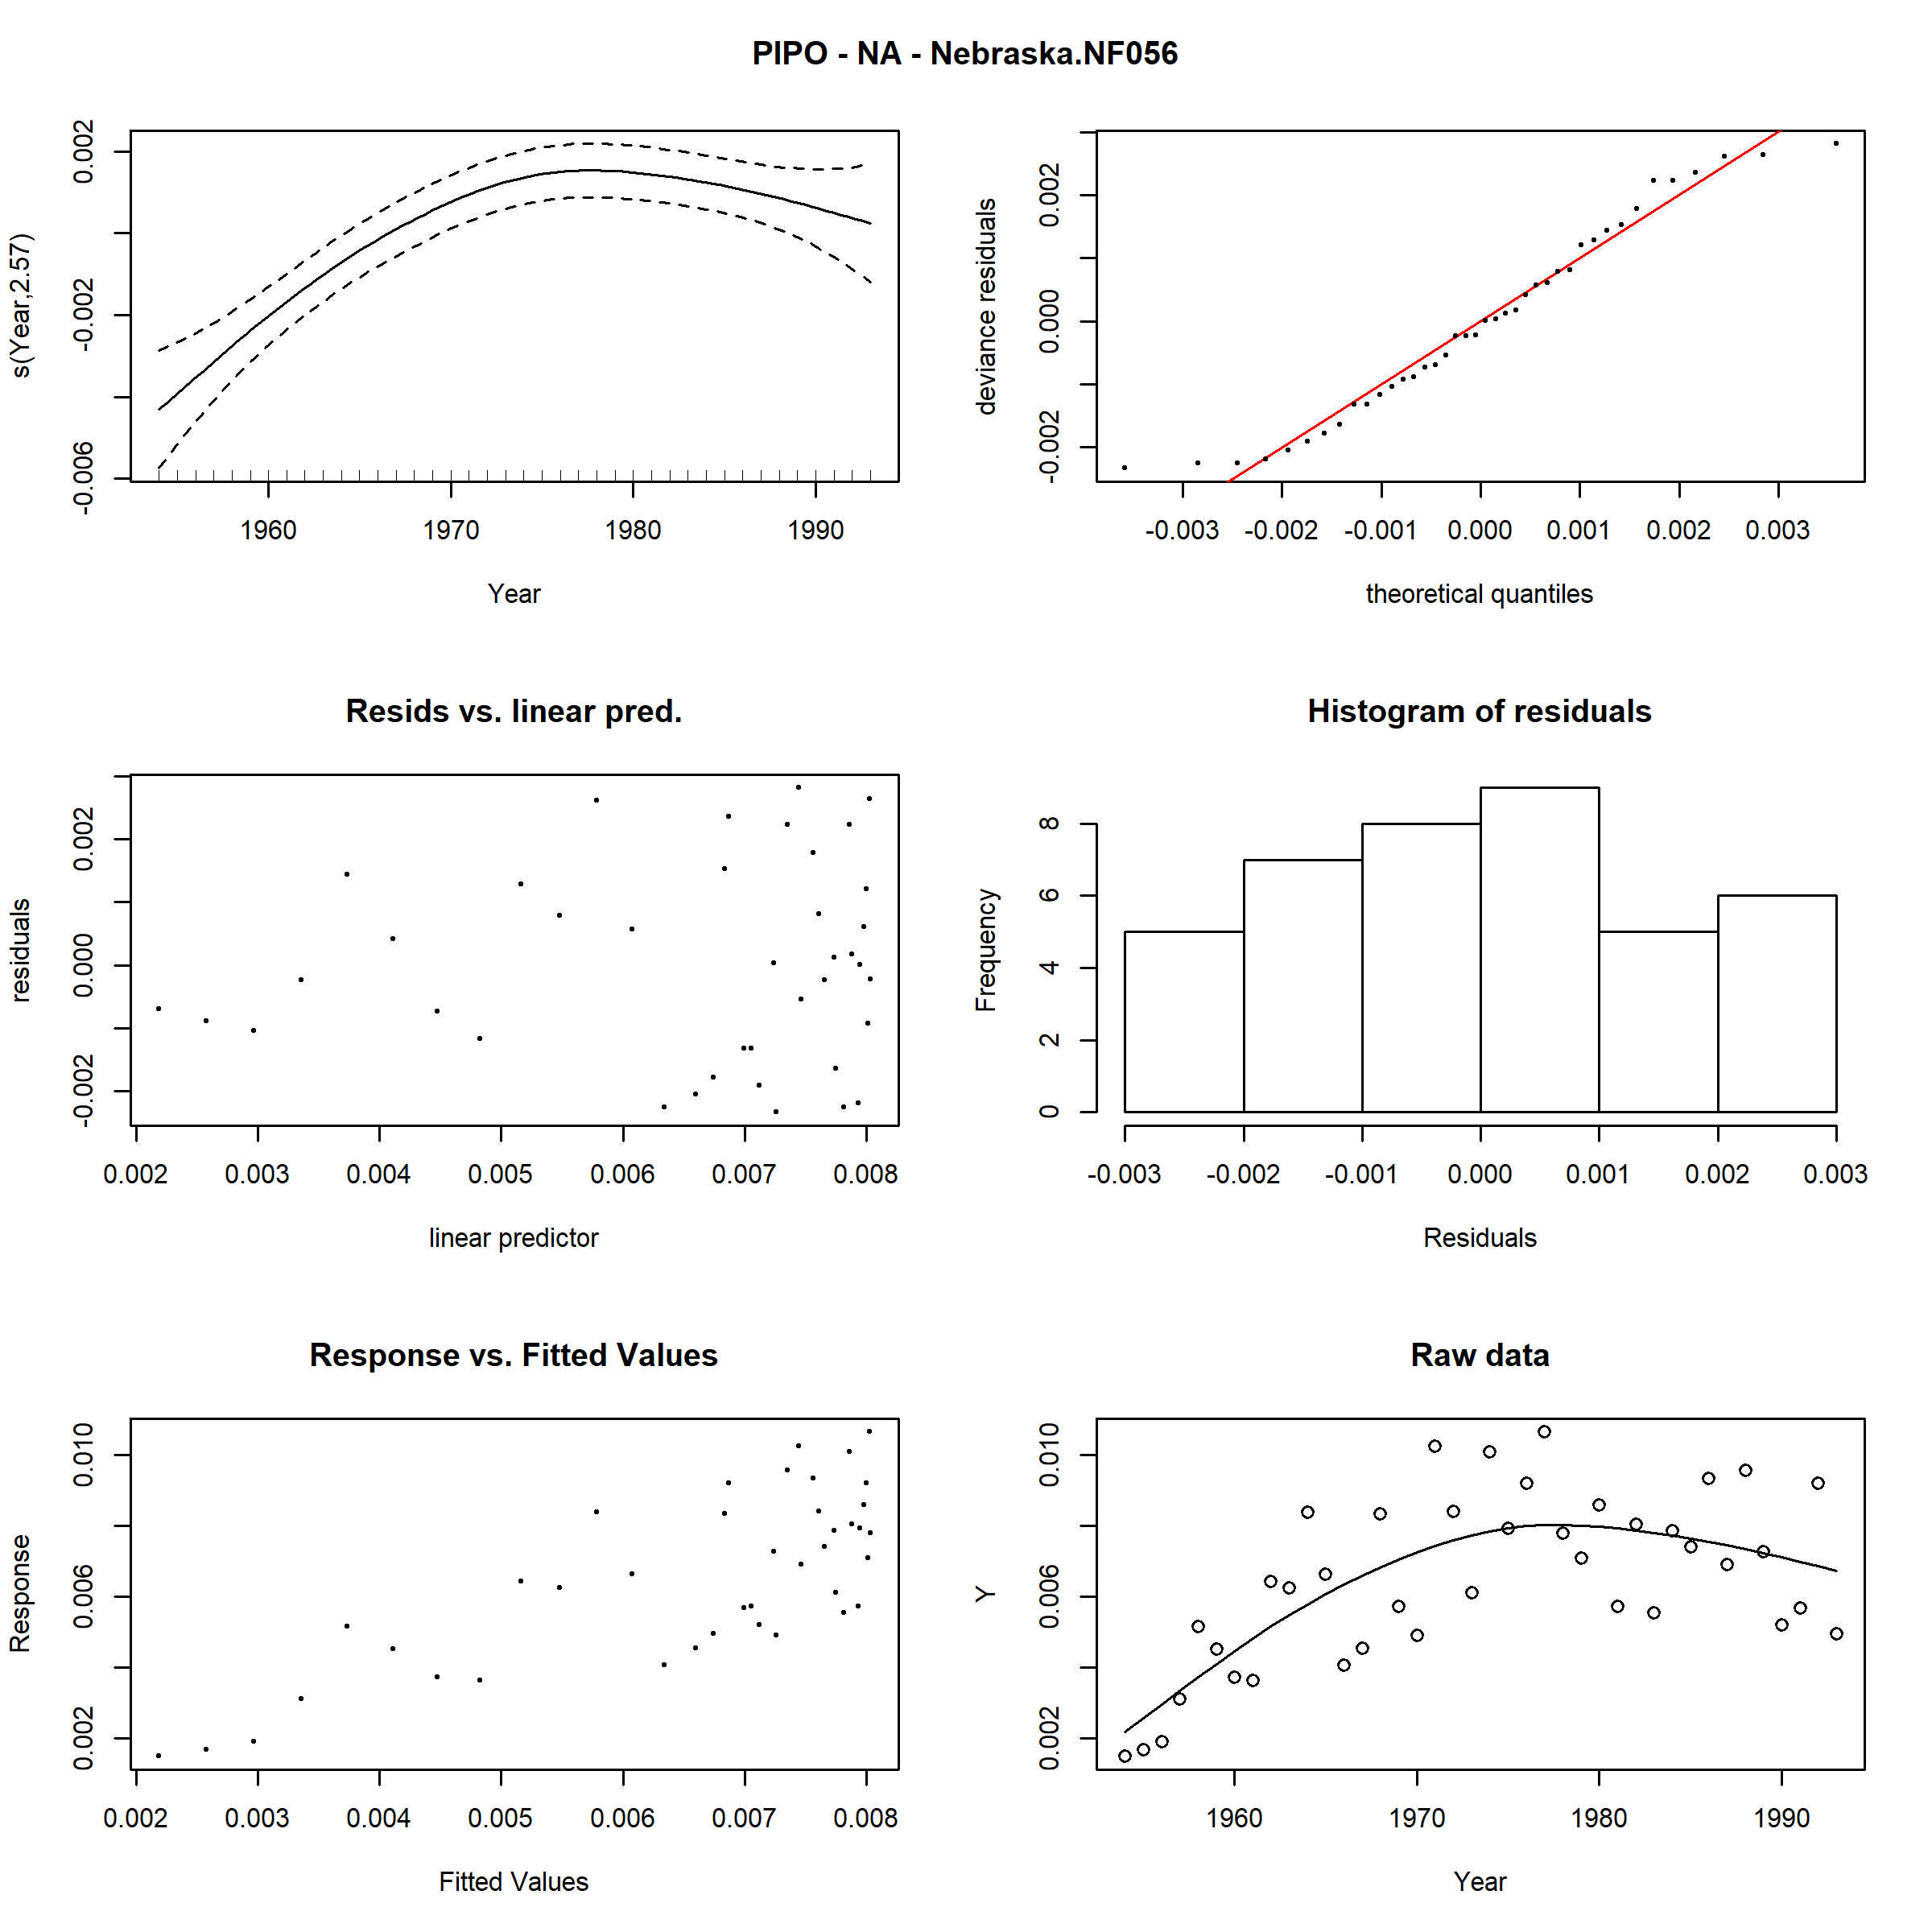 PIPO - NA - Nebraska.NF056
s(Year,2.57)
0.002
-0.002
-0.006
1960 1970 1980 1990
Year
deviance residuals
0.002
0.000
-0.002
-0.003 -0.002 -0.001 0.000 0.001 0.002 0.003
theoretical quantiles
Resids vs. linear pred.
residuals
0.002
0.000
-0.002
0.002 0.003 0.004 0.005 0.006 0.007 0.008
linear predictor
Histogram of residuals
Frequency
8
6
4
2
0
-0.003 -0.002 -0.001 0.000 0.001 0.002 0.003
Residuals
Response vs. Fitted Values
Response
0.010
0.006
0.002
0.002 0.003 0.004 0.005 0.006 0.007 0.008
Fitted Values
Raw data
Y
0.010
0.006
0.002
1960 1970 1980 1990
Year